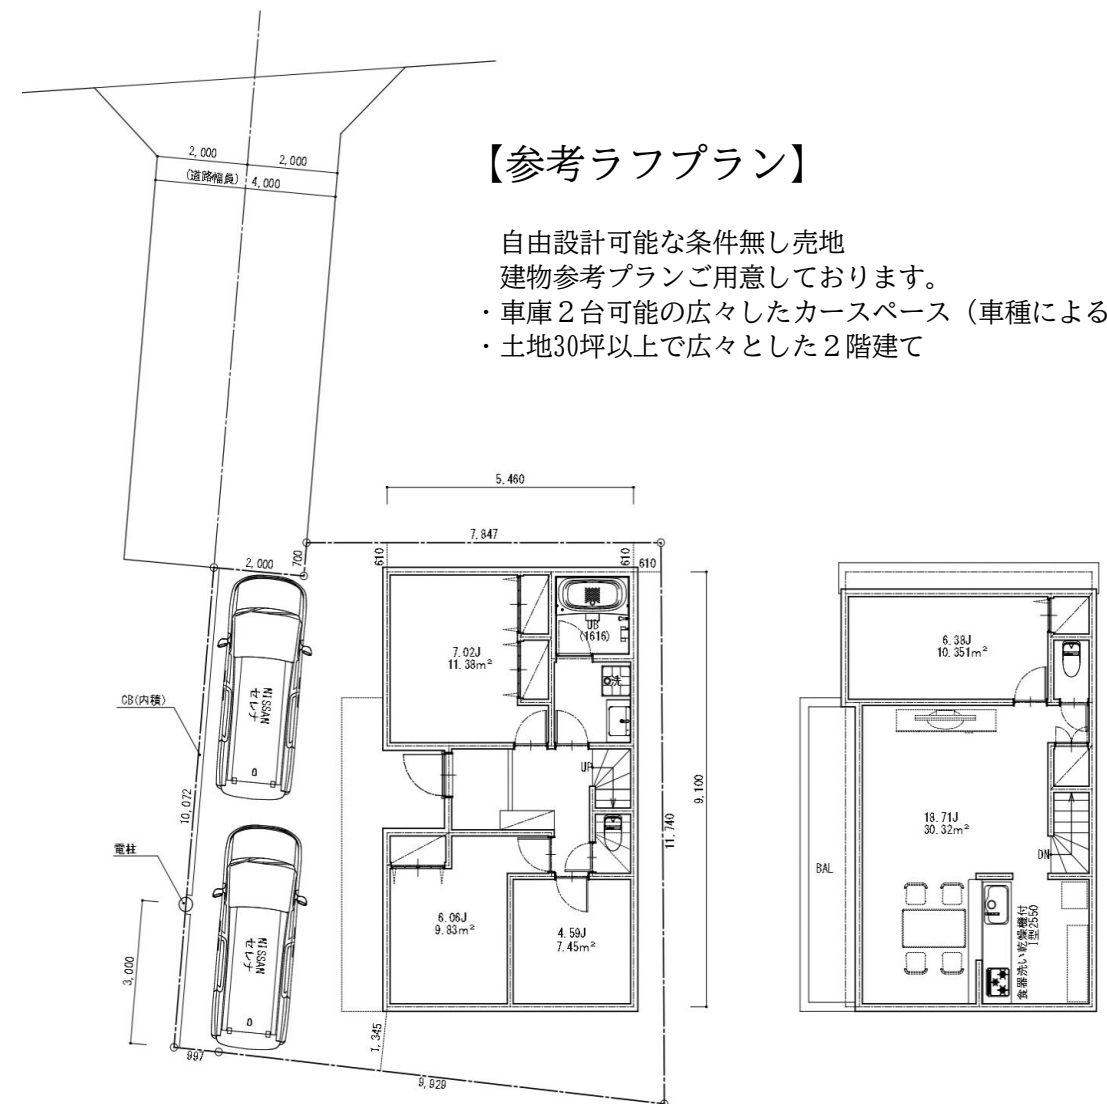 2,000
2,000
(道路幅員)
4,000
【参考ラフプラン】
自由設計可能な条件無し売地
建物参考プランご用意しております。
・車庫2台可能の広々したカースペース（車種による
・土地30坪以上で広々とした2階建て
5,460
7,847
610
610
610
700
2,000
UB
(1616)
7.02J
11.38m²
洗
6.38J
10.351m²
CB(内積)
NISSAN
セレナ
UP
9,100
10,072
11,740
18.71J
30.32m²
DN
電柱
BAL
3,000
NISSAN
セレナ
6.06J
9.83m²
4.59J
7.45m²
食器洗い乾燥機付
I型2550
1,345
997
9,929